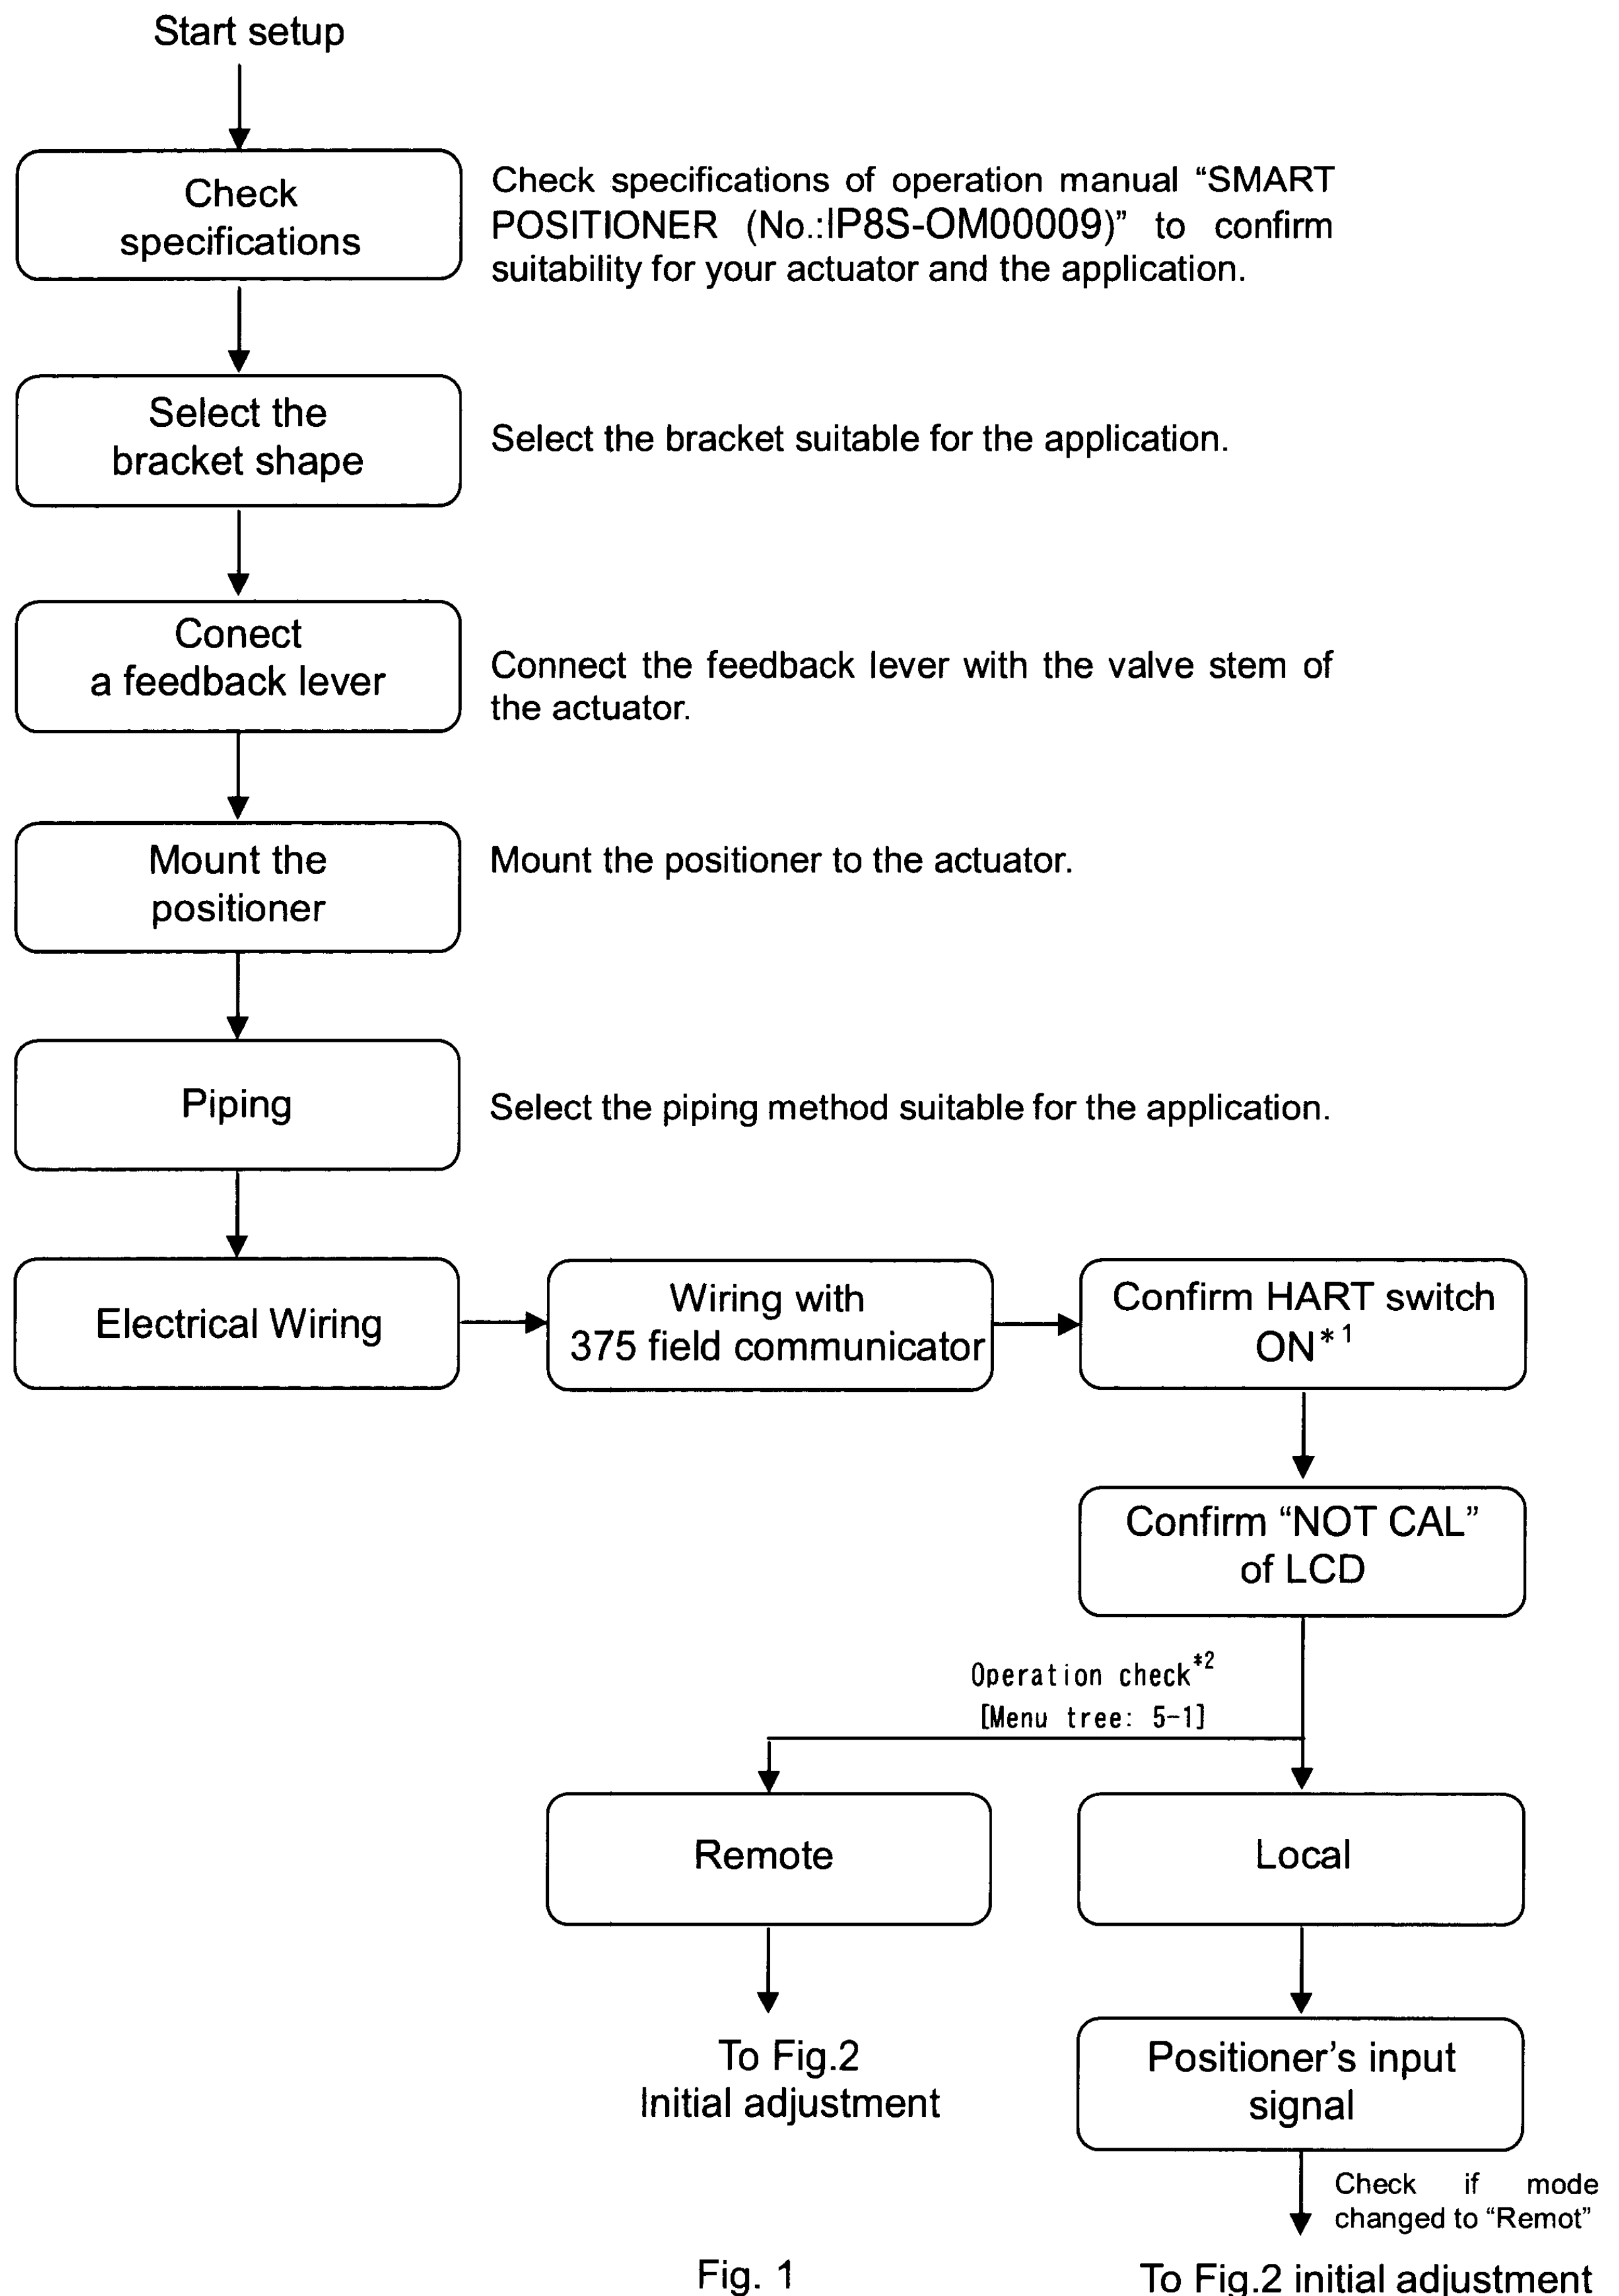 Start setup
Check
specifications
Check specifications of operation manual “SMART
POSITIONER (No.:IP8S-OM00009)” to confirm
suitability for your actuator and the application.
Select the
bracket shape
Select the bracket suitable for the application.
Conect
a feedback lever
Connect the feedback lever with the valve stem of
the actuator.
Mount the
positioner
Mount the positioner to the actuator.
Piping
Select the piping method suitable for the application.
Electrical Wiring
Wiring with
375 field communicator
Confirm HART switch
ON*1
Confirm “NOT CAL”
of LCD
Operation check*2
[Menu tree: 5-1]
Remote
Local
To Fig.2
Initial adjustment
Positioner’s input
signal
Check if mode
changed to “Remot”
To Fig.2 initial adjustment
Fig. 1